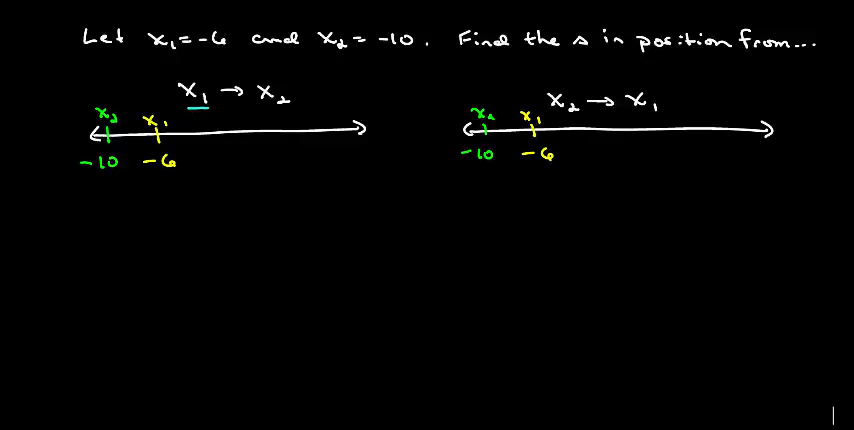 Let x₁ = -6 and x₂ = -10. Find the Δ in position from...
x₁ → x₂
x₂ → x₁
x₂ x₁
x₂ x₁
-10 -6
-10 -6